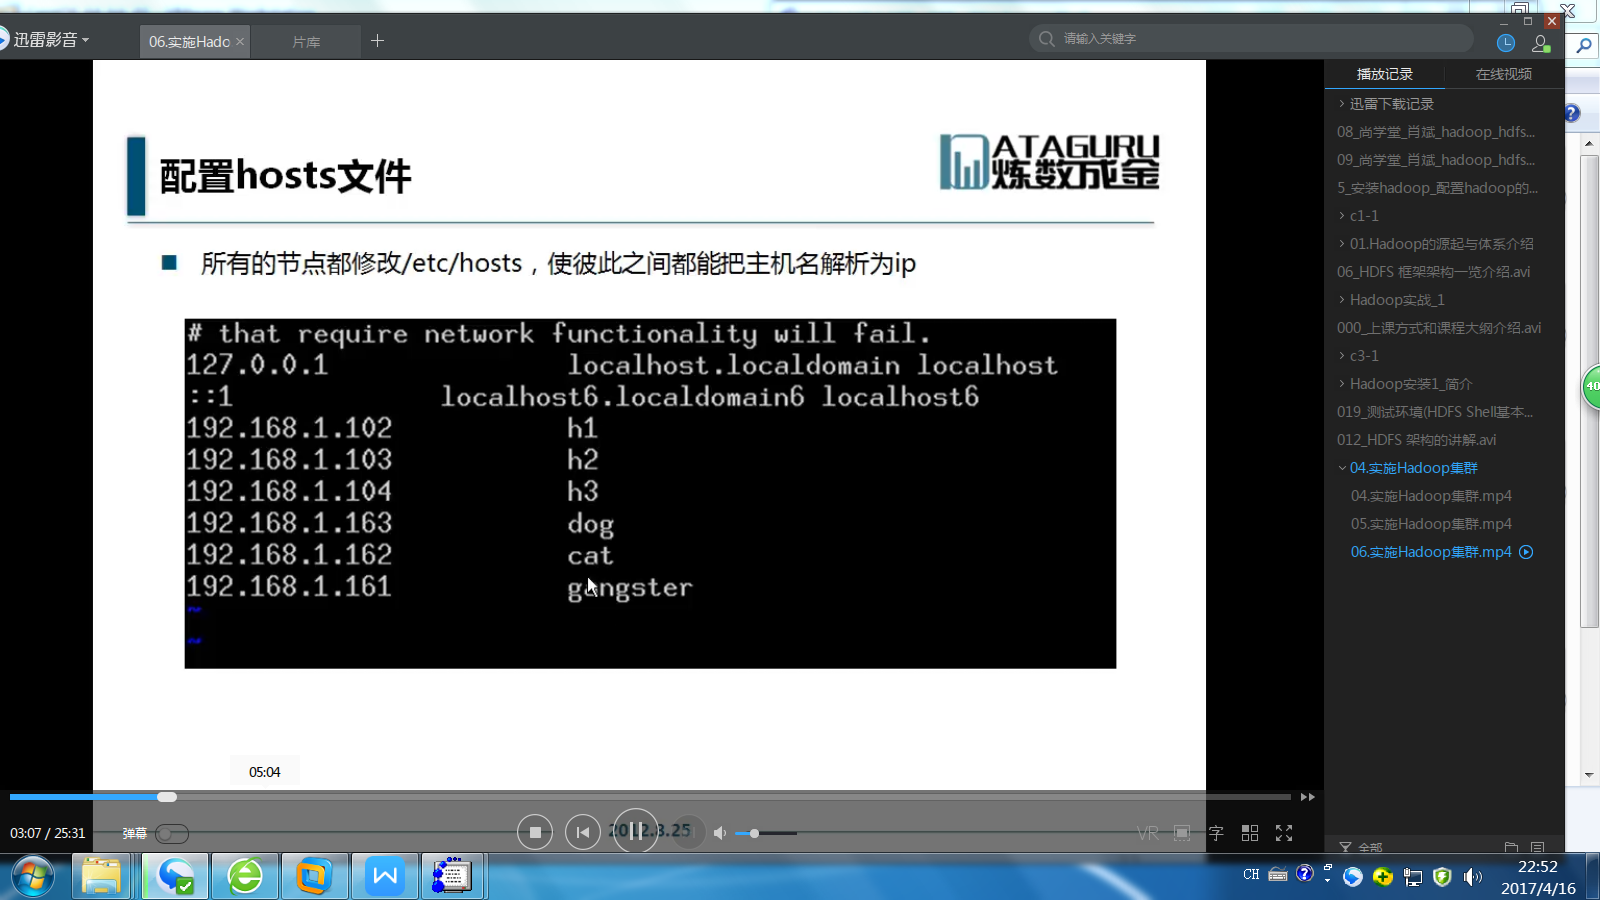 迅雷影音
06.实施Hado
片库
请输入关键字
播放记录
在线视频
配置hosts文件
ATAGURU
炼数成金
所有的节点都修改/etc/hosts，使彼此之间都能把主机名解析为ip
# that require network functionality will fail.
127.0.0.1 localhost.localdomain localhost
::1 localhost6.localdomain6 localhost6
192.168.1.102 h1
192.168.1.103 h2
192.168.1.104 h3
192.168.1.163 dog
192.168.1.162 cat
192.168.1.161 gangster
~
~
迅雷下载记录
08_尚学堂_肖斌_hadoop_hdfs...
09_尚学堂_肖斌_hadoop_hdfs...
5_安装hadoop_配置hadoop的...
c1-1
01.Hadoop的源起与体系介绍
06_HDFS 框架架构一览介绍.avi
Hadoop实战_1
000_上课方式和课程大纲介绍.avi
c3-1
Hadoop安装1_简介
019_测试环境(HDFS Shell基本...
012_HDFS 架构的讲解.avi
04.实施Hadoop集群
04.实施Hadoop集群.mp4
05.实施Hadoop集群.mp4
06.实施Hadoop集群.mp4
40
05:04
03:07 / 25:31
弹幕
2012.8.25
VR
字
全部
CH
22:52
2017/4/16